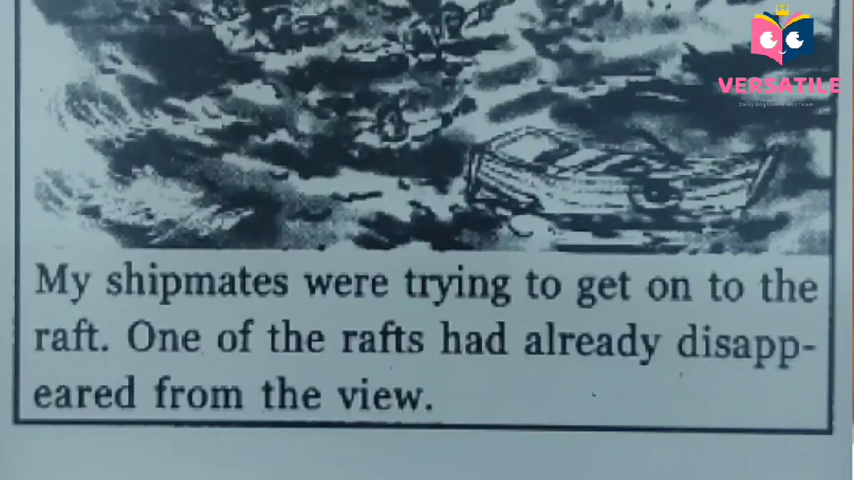 VERSATILE
My shipmates were trying to get on to the
raft. One of the rafts had already disapp-
eared from the view.